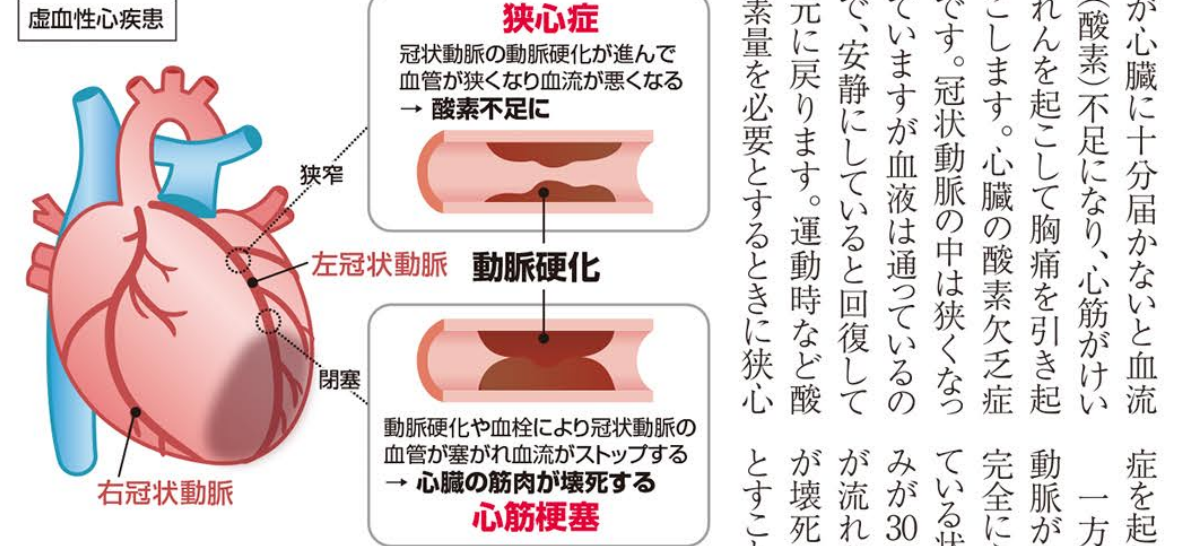 虚血性心疾患
狭心症
冠状動脈の動脈硬化が進んで
血管が狭くなり血流が悪くなる
→ 酸素不足に
狭窄
左冠状動脈
動脈硬化
閉塞
動脈硬化や血栓により冠状動脈の
血管が塞がれ血流がストップする
→ 心臓の筋肉が壊死する
心筋梗塞
右冠状動脈
が心臓に十分届かないと血流
(酸素)不足になり、心筋がけい
れんを起こして胸痛を引き起
こします。心臓の酸素欠乏症
です。冠状動脈の中は狭くなっ
ていますが血液は通っているの
で、安静にしていると回復して
元に戻ります。運動時など酸
素量を必要とするときに狭心
症を起
一方
動脈が
完全に
ている状
みが30
が流れ
が壊死
とすこ